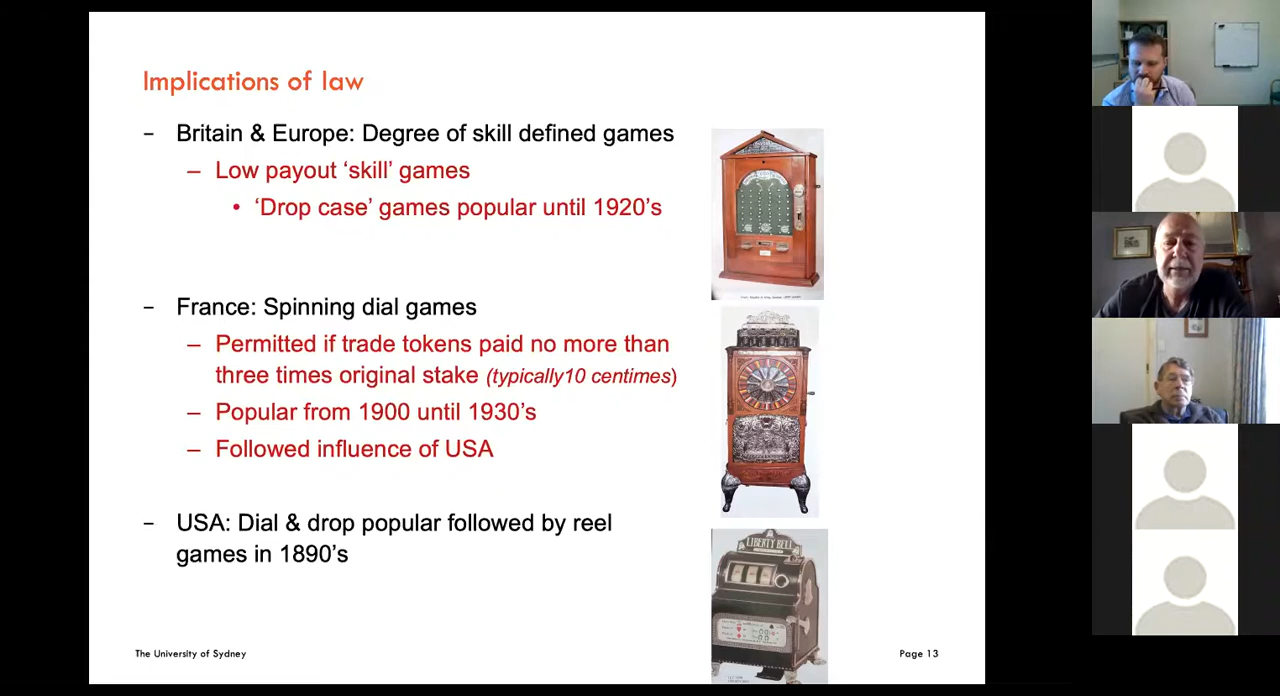 Implications of law
– Britain & Europe: Degree of skill defined games
– Low payout ‘skill’ games
• ‘Drop case’ games popular until 1920’s
– France: Spinning dial games
– Permitted if trade tokens paid no more than
three times original stake (typically10 centimes)
– Popular from 1900 until 1930’s
– Followed influence of USA
– USA: Dial & drop popular followed by reel
games in 1890’s
LIBERTY BELL
The University of Sydney
Page 13